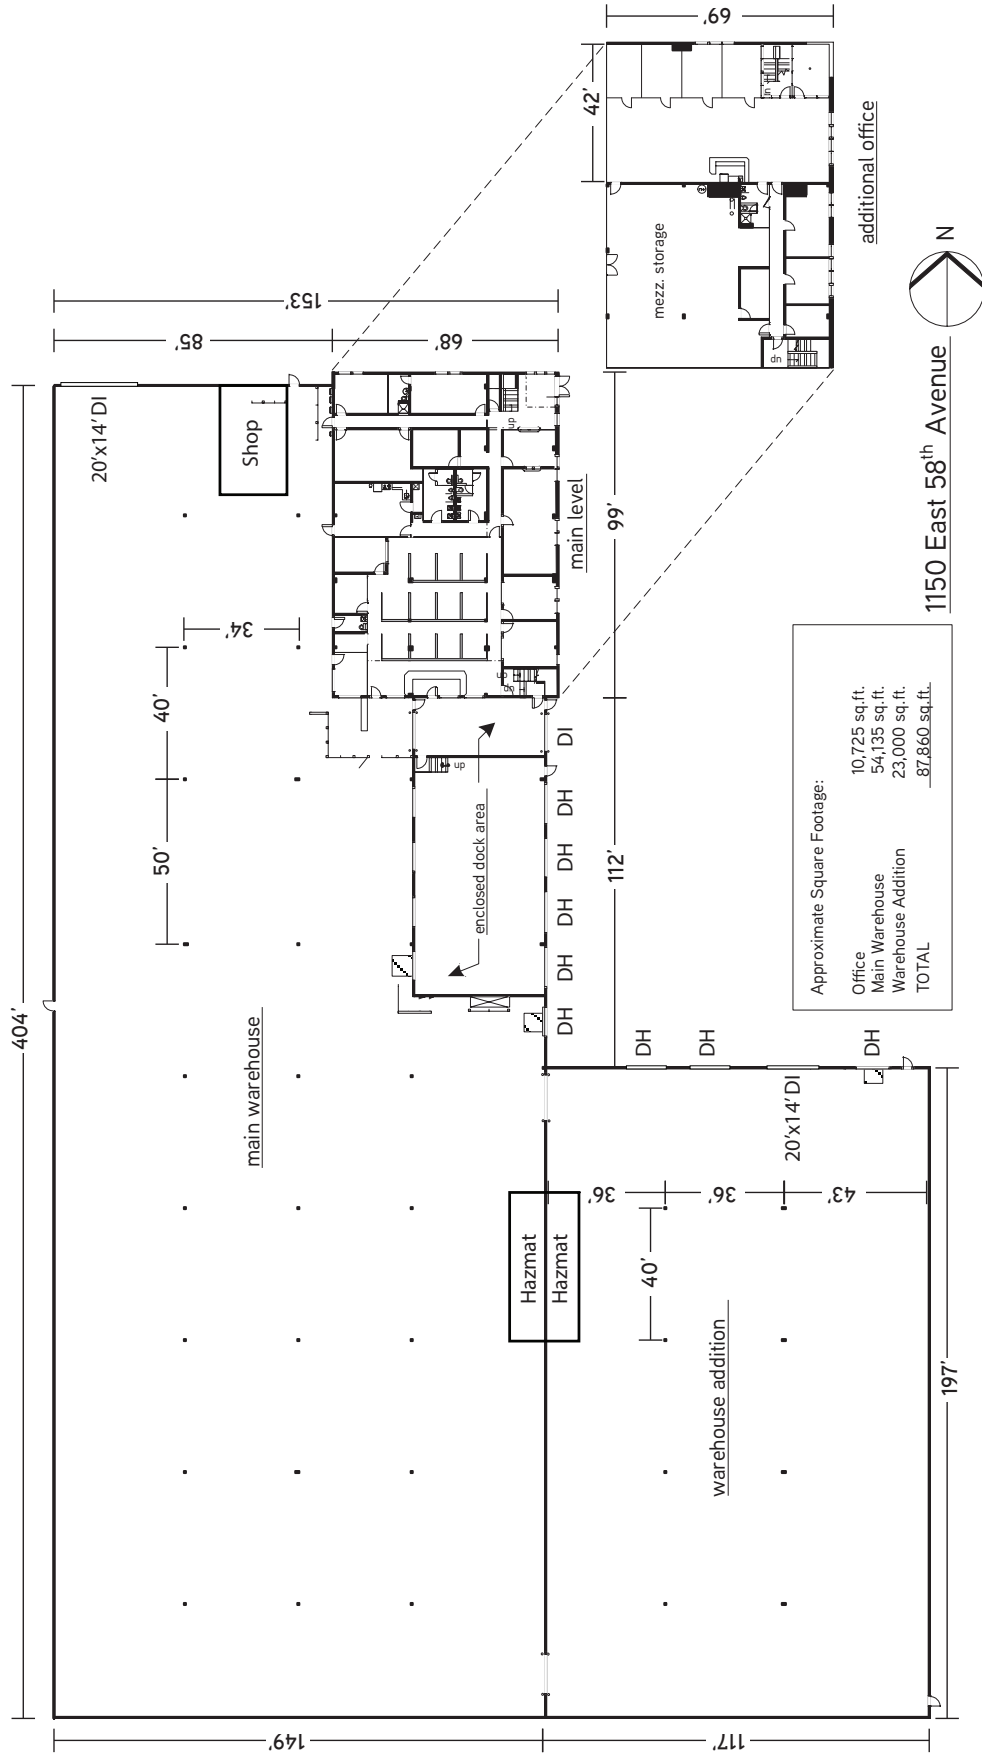 404'
149'
117'
197'
153'
85'
68'
69'
42'
99'
112'
34'
40'
50'
20'x14' DI
Shop
main warehouse
up
up
dn
main level
up
enclosed dock area
DI
DH
DH
DH
DH
DH
DH
DH
20'x14' DI
DH
Hazmat
Hazmat
36'
36'
43'
40'
warehouse addition
mezz. storage
dn
dn
additional office
N
1150 East 58th Avenue
Approximate Square Footage:
Office 10,725 sq.ft.
Main Warehouse 54,135 sq.ft.
Warehouse Addition 23,000 sq.ft.
TOTAL 87,860 sq.ft.